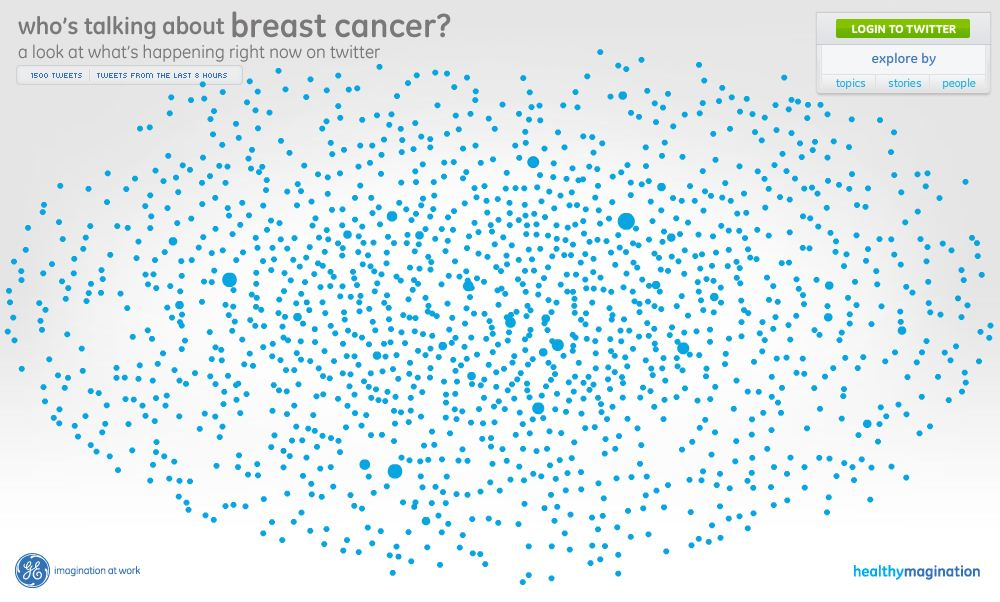 who's talking about breast cancer?
a look at what's happening right now on twitter
1500 TWEETS TWEETS FROM THE LAST 8 HOURS
LOGIN TO TWITTER
explore by
topics stories people
GE imagination at work
healthymagination